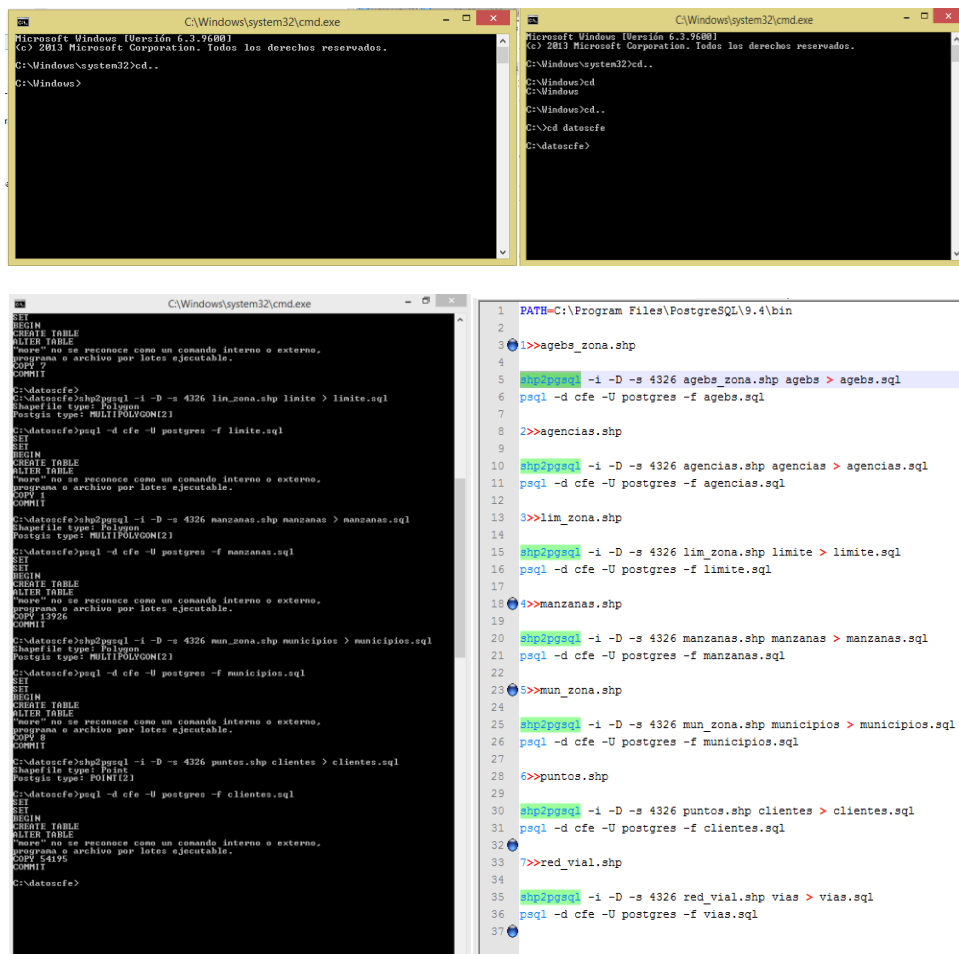 C:\Windows\system32\cmd.exe
Microsoft Windows [Versión 6.3.9600]
(c) 2013 Microsoft Corporation. Todos los derechos reservados.
C:\Windows\system32>cd..
C:\Windows>
C:\Windows\system32\cmd.exe
Microsoft Windows [Versión 6.3.9600]
(c) 2013 Microsoft Corporation. Todos los derechos reservados.
C:\Windows\system32>cd..
C:\Windows>cd
C:\Windows
C:\Windows>cd..
C:\>cd datoscfe
C:\datoscfe>
C:\Windows\system32\cmd.exe
SET
BEGIN
CREATE TABLE
ALTER TABLE
"more" no se reconoce como un comando interno o externo,
programa o archivo por lotes ejecutable.
COPY 7
COMMIT
C:\datoscfe>
C:\datoscfe>shp2pgsql -i -D -s 4326 lim_zona.shp limite > limite.sql
Shapefile type: Polygon
Postgis type: MULTIPOLYGON[2]
C:\datoscfe>psql -d cfe -U postgres -f limite.sql
SET
SET
BEGIN
CREATE TABLE
ALTER TABLE
"more" no se reconoce como un comando interno o externo,
programa o archivo por lotes ejecutable.
COPY 1
COMMIT
C:\datoscfe>shp2pgsql -i -D -s 4326 manzanas.shp manzanas > manzanas.sql
Shapefile type: Polygon
Postgis type: MULTIPOLYGON[2]
C:\datoscfe>psql -d cfe -U postgres -f manzanas.sql
SET
SET
BEGIN
CREATE TABLE
ALTER TABLE
"more" no se reconoce como un comando interno o externo,
programa o archivo por lotes ejecutable.
COPY 13926
COMMIT
C:\datoscfe>shp2pgsql -i -D -s 4326 mun_zona.shp municipios > municipios.sql
Shapefile type: Polygon
Postgis type: MULTIPOLYGON[2]
C:\datoscfe>psql -d cfe -U postgres -f municipios.sql
SET
SET
BEGIN
CREATE TABLE
ALTER TABLE
"more" no se reconoce como un comando interno o externo,
programa o archivo por lotes ejecutable.
COPY 8
COMMIT
C:\datoscfe>shp2pgsql -i -D -s 4326 puntos.shp clientes > clientes.sql
Shapefile type: Point
Postgis type: POINT[2]
C:\datoscfe>psql -d cfe -U postgres -f clientes.sql
SET
SET
BEGIN
CREATE TABLE
ALTER TABLE
"more" no se reconoce como un comando interno o externo,
programa o archivo por lotes ejecutable.
COPY 54195
COMMIT
C:\datoscfe>
1 PATH=C:\Program Files\PostgreSQL\9.4\bin
2
3 1>>agebs_zona.shp
4
5 shp2pgsql -i -D -s 4326 agebs_zona.shp agebs > agebs.sql
6 psql -d cfe -U postgres -f agebs.sql
7
8 2>>agencias.shp
9
10 shp2pgsql -i -D -s 4326 agencias.shp agencias > agencias.sql
11 psql -d cfe -U postgres -f agencias.sql
12
13 3>>lim_zona.shp
14
15 shp2pgsql -i -D -s 4326 lim_zona.shp limite > limite.sql
16 psql -d cfe -U postgres -f limite.sql
17
18 4>>manzanas.shp
19
20 shp2pgsql -i -D -s 4326 manzanas.shp manzanas > manzanas.sql
21 psql -d cfe -U postgres -f manzanas.sql
22
23 5>>mun_zona.shp
24
25 shp2pgsql -i -D -s 4326 mun_zona.shp municipios > municipios.sql
26 psql -d cfe -U postgres -f municipios.sql
27
28 6>>puntos.shp
29
30 shp2pgsql -i -D -s 4326 puntos.shp clientes > clientes.sql
31 psql -d cfe -U postgres -f clientes.sql
32
33 7>>red_vial.shp
34
35 shp2pgsql -i -D -s 4326 red_vial.shp vias > vias.sql
36 psql -d cfe -U postgres -f vias.sql
37